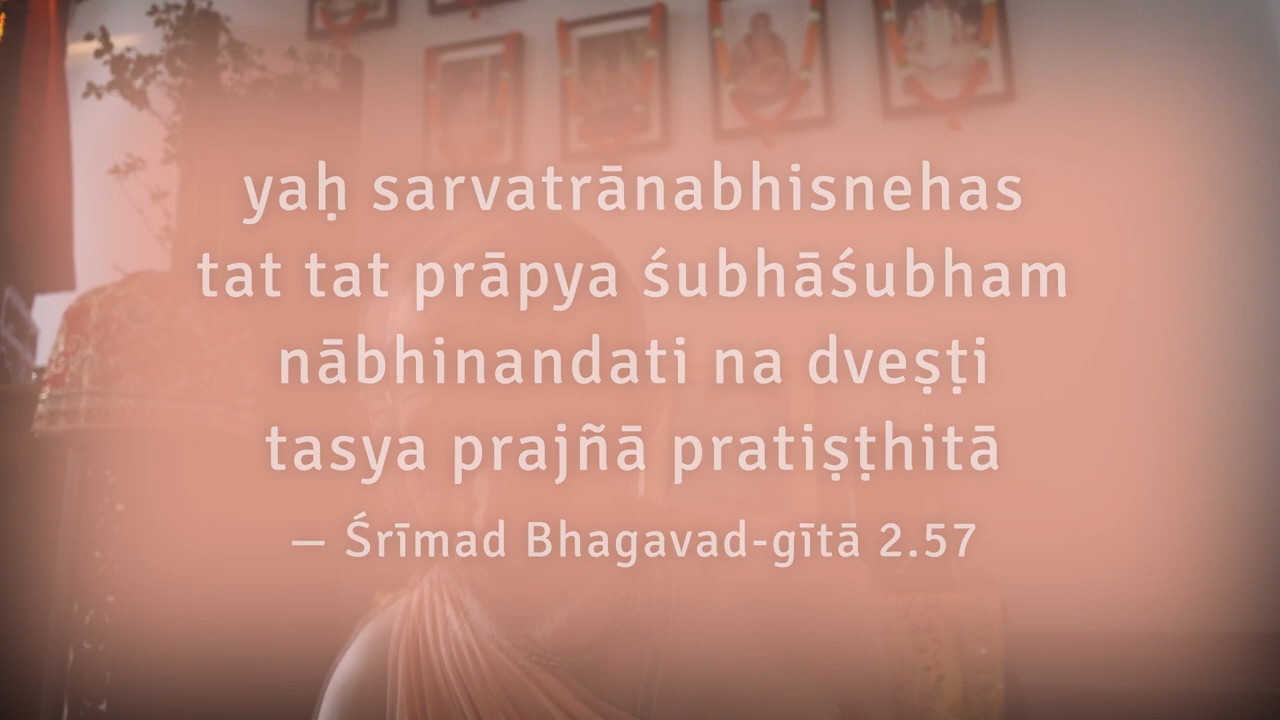 yaḥ sarvatrānabhisnehas
tat tat prāpya śubhāśubham
nābhinandati na dveṣṭi
tasya prajñā pratiṣṭhitā
— Śrīmad Bhagavad-gītā 2.57